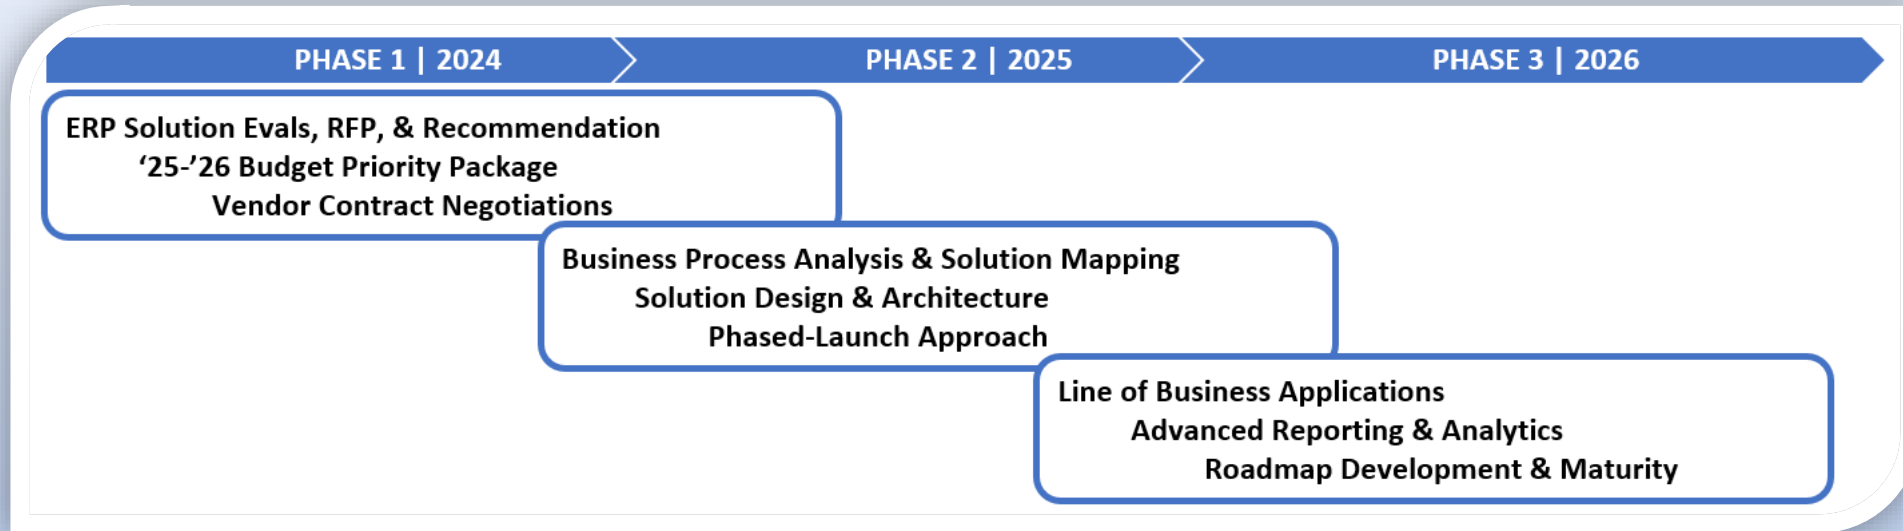 PHASE 1 | 2024
PHASE 2 | 2025
PHASE 3 | 2026
ERP Solution Evals, RFP, & Recommendation
‘25-’26 Budget Priority Package
Vendor Contract Negotiations
Business Process Analysis & Solution Mapping
Solution Design & Architecture
Phased-Launch Approach
Line of Business Applications
Advanced Reporting & Analytics
Roadmap Development & Maturity